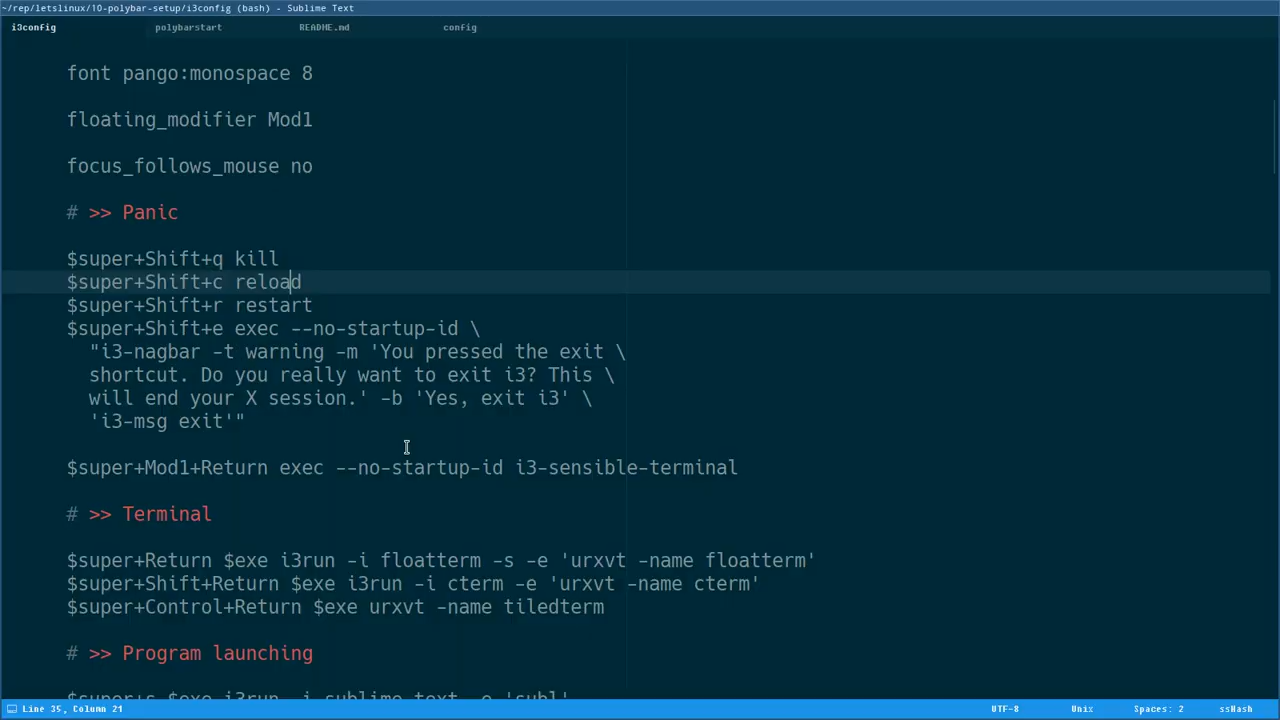 ~/rep/letslinux/10-polybar-setup/i3config (bash) - Sublime Text
i3config polybarstart README.md config
font pango:monospace 8
floating_modifier Mod1
focus_follows_mouse no
# >> Panic
$super+Shift+q kill
$super+Shift+c reload
$super+Shift+r restart
$super+Shift+e exec --no-startup-id \
"i3-nagbar -t warning -m 'You pressed the exit \
shortcut. Do you really want to exit i3? This \
will end your X session.' -b 'Yes, exit i3' \
'i3-msg exit'"
$super+Mod1+Return exec --no-startup-id i3-sensible-terminal
# >> Terminal
$super+Return $exe i3run -i floatterm -s -e 'urxvt -name floatterm'
$super+Shift+Return $exe i3run -i cterm -e 'urxvt -name cterm'
$super+Control+Return $exe urxvt -name tiledterm
# >> Program launching
$super+s $exe i3run -i sublime_text -e 'subl'
Line 35, Column 21 UTF-8 Unix Spaces: 2 ssHash